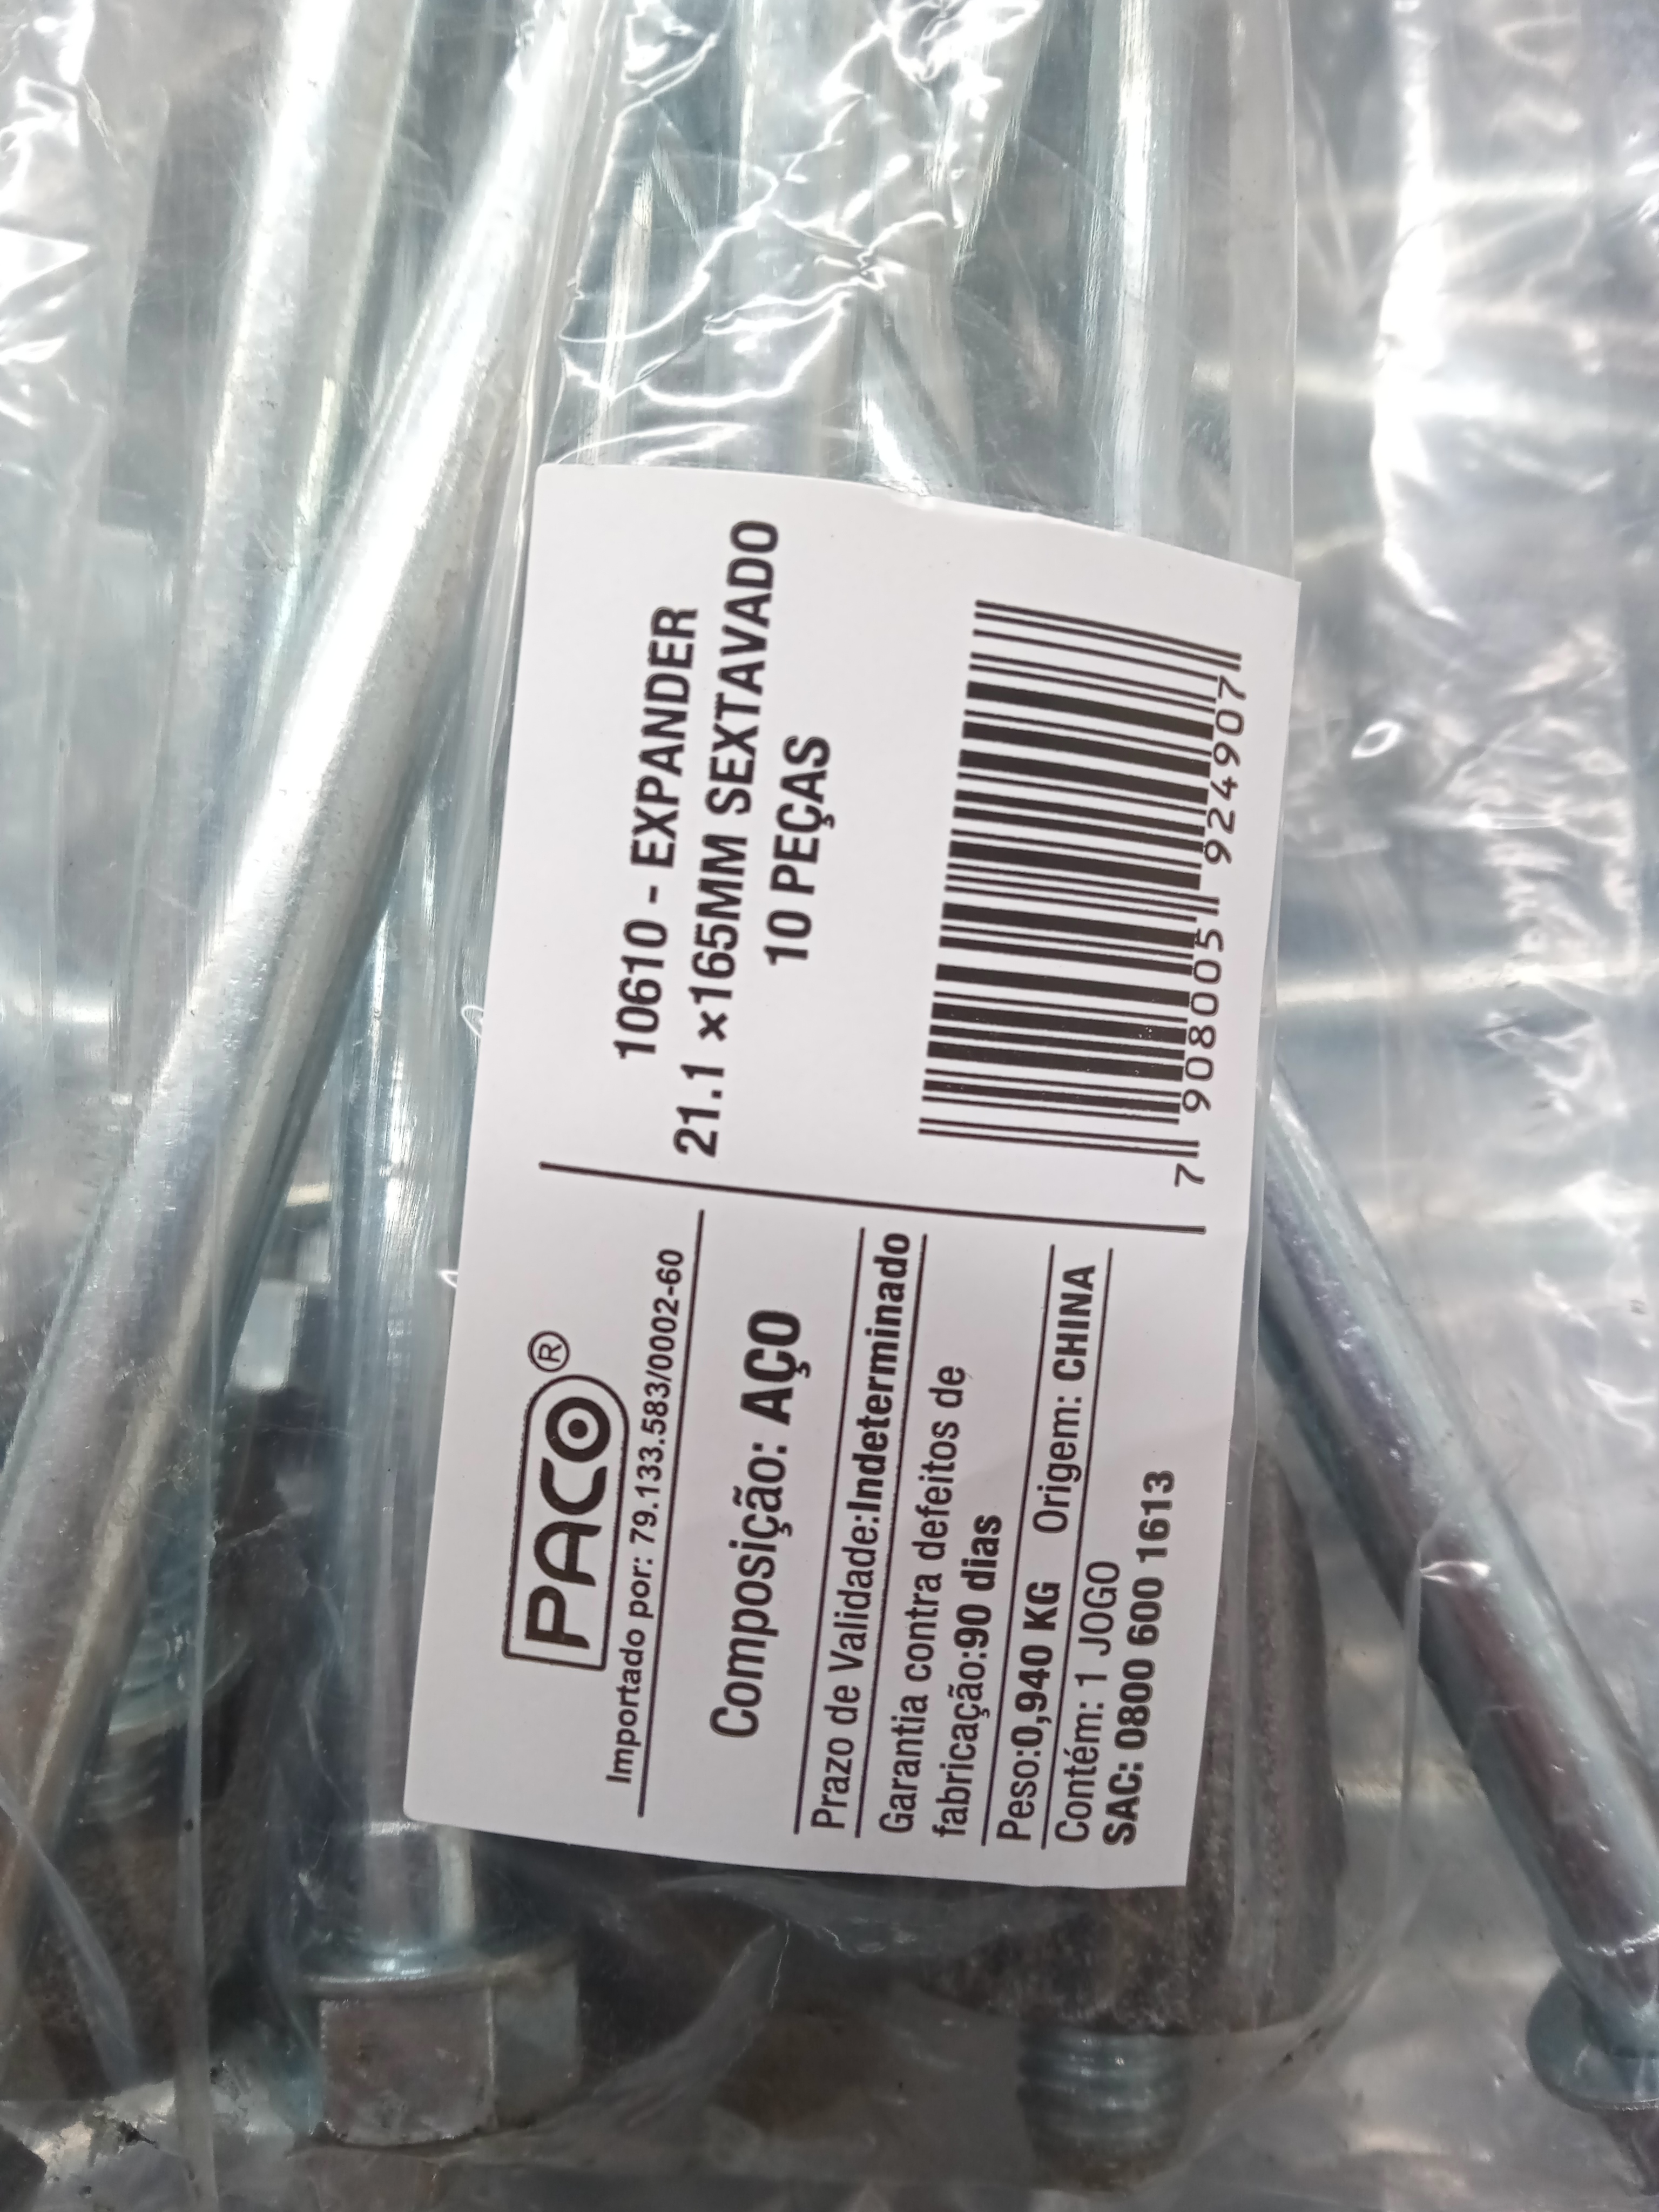 PACO®
Importado por: 79.133.583/0002-60
Composição: AÇO
Prazo de Validade:Indeterminado
Garantia contra defeitos de
fabricação:90 dias
Peso:0,940 KG Origem: CHINA
Contém: 1 JOGO
SAC: 0800 600 1613
10610 - EXPANDER
21.1 ×165MM SEXTAVADO
10 PEÇAS
7 908005 924907